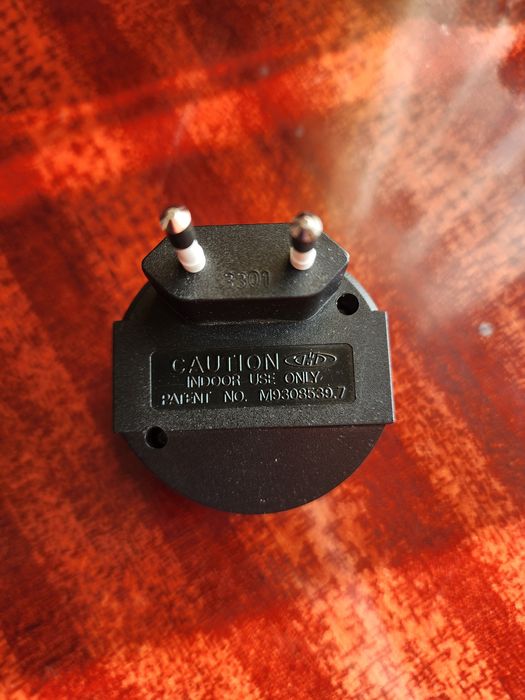 3301
CAUTION
INDOOR USE ONLY.
PATENT NO. M9308539.7